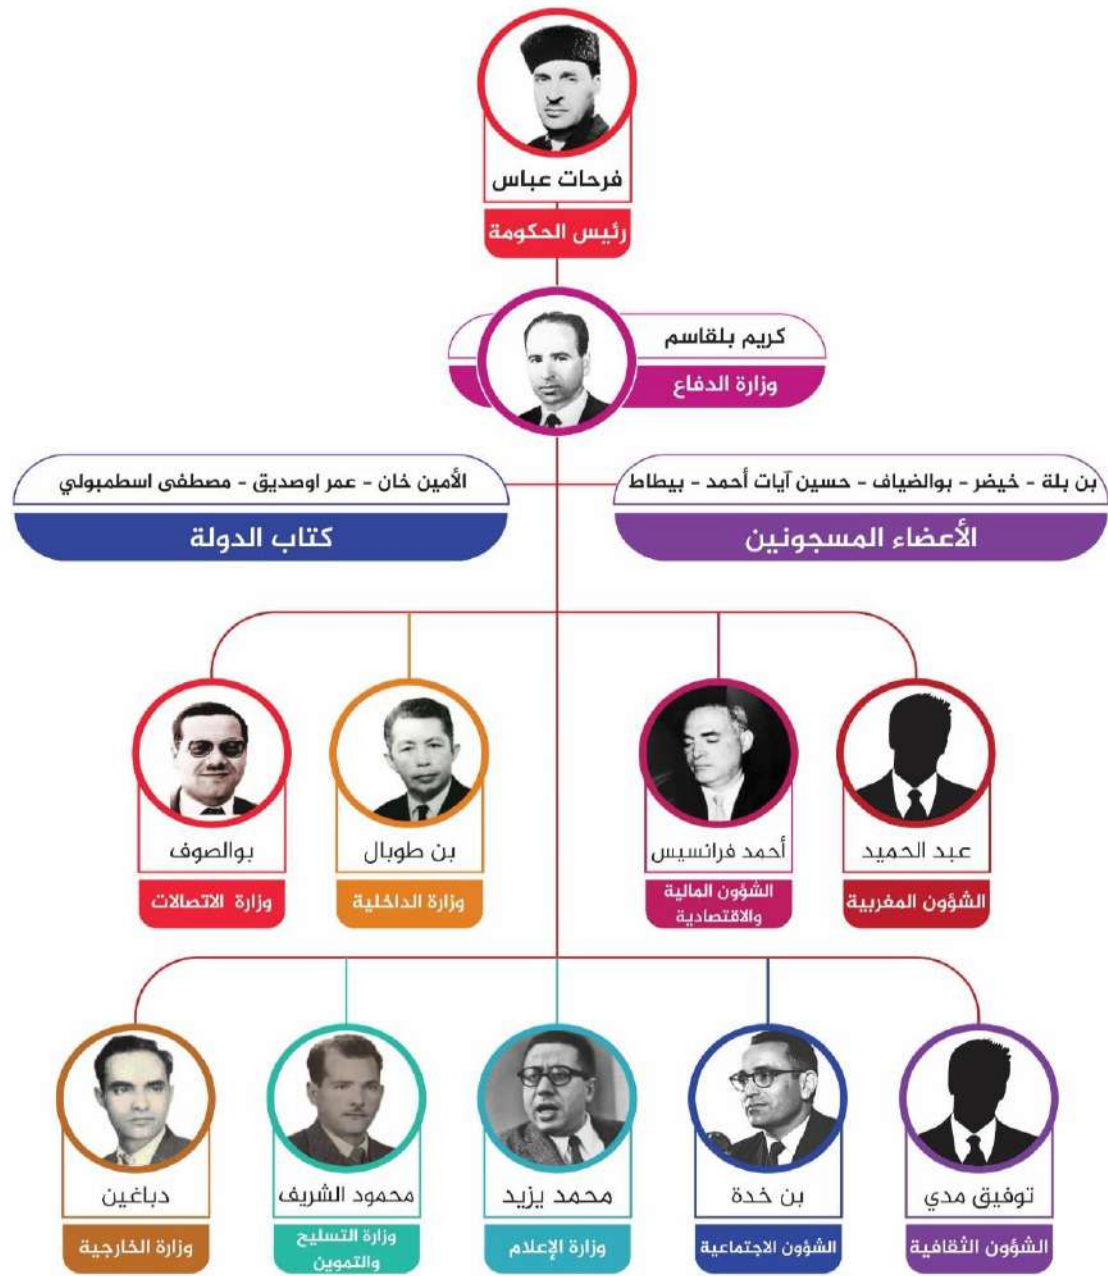 فرحات عباس
رئيس الحكومة
كريم بلقاسم
وزارة الدفاع
بن بلة - خيضر - بوالضياف - حسين آيات أحمد - بيطاط
الأعضاء المسجونين
الأمين خان - عمر اوصديق - مصطفى اسطمبولي
كتاب الدولة
عبد الحميد
الشؤون المغربية
أحمد فرانسيس
الشؤون المالية
والاقتصادية
بن طوبال
وزارة الداخلية
بوالصوف
وزارة الاتصالات
توفيق مدي
الشؤون الثقافية
بن خدة
الشؤون الاجتماعية
محمد يزيد
وزارة الإعلام
محمود الشريف
وزارة التسليح
والتموين
دباغين
وزارة الخارجية